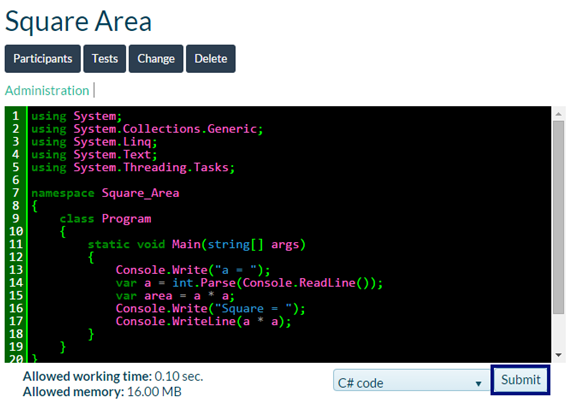 Square Area
Participants Tests Change Delete
Administration |
1 using System;
2 using System.Collections.Generic;
3 using System.Linq;
4 using System.Text;
5 using System.Threading.Tasks;
6
7 namespace Square_Area
8 {
9 class Program
10 {
11 static void Main(string[] args)
12 {
13 Console.Write("a = ");
14 var a = int.Parse(Console.ReadLine());
15 var area = a * a;
16 Console.Write("Square = ");
17 Console.WriteLine(a * a);
18 }
19 }
20 }
Allowed working time: 0.10 sec.
Allowed memory: 16.00 MB
C# code
Submit